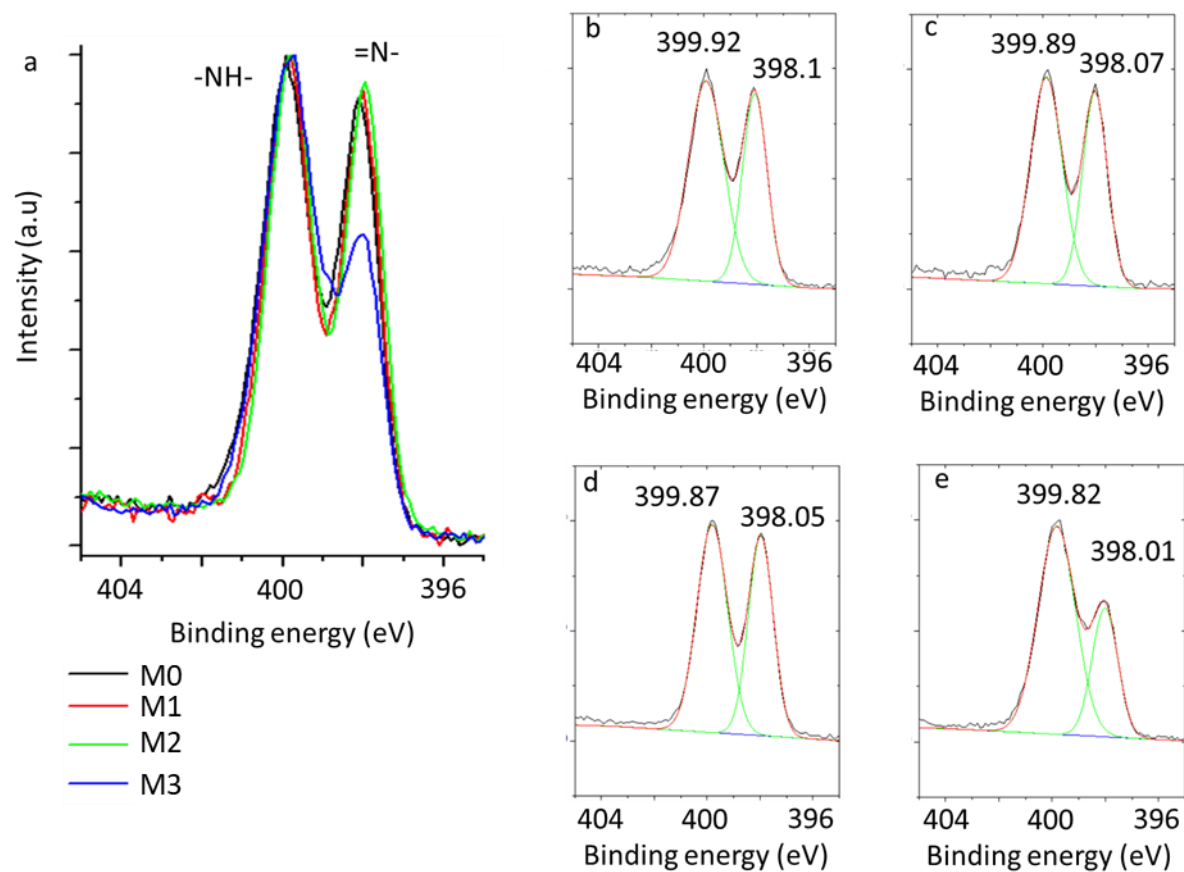 a
-NH-
=N-
Intensity (a.u)
404
400
396
Binding energy (eV)
M0
M1
M2
M3
b
399.92
398.1
404
400
396
Binding energy (eV)
c
399.89
398.07
404
400
396
Binding energy (eV)
d
399.87
398.05
404
400
396
Binding energy (eV)
e
399.82
398.01
404
400
396
Binding energy (eV)